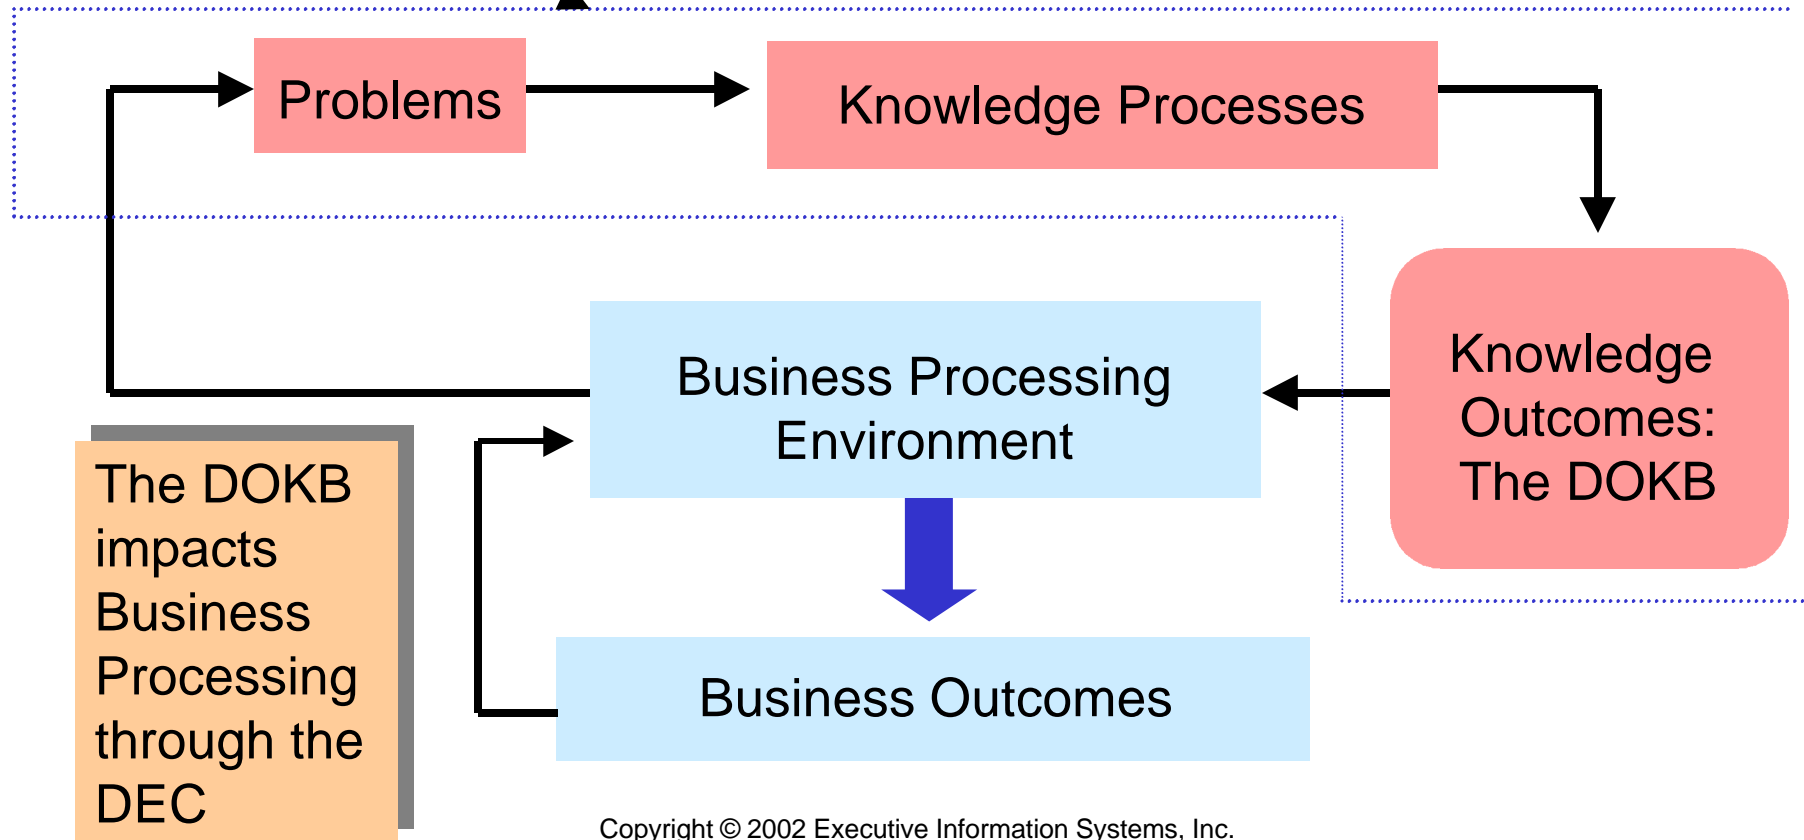 Problems
Knowledge Processes
Business Processing
Environment
Knowledge
Outcomes:
The DOKB
The DOKB
impacts
Business
Processing
through the
DEC
Business Outcomes
Copyright © 2002 Executive Information Systems, Inc.